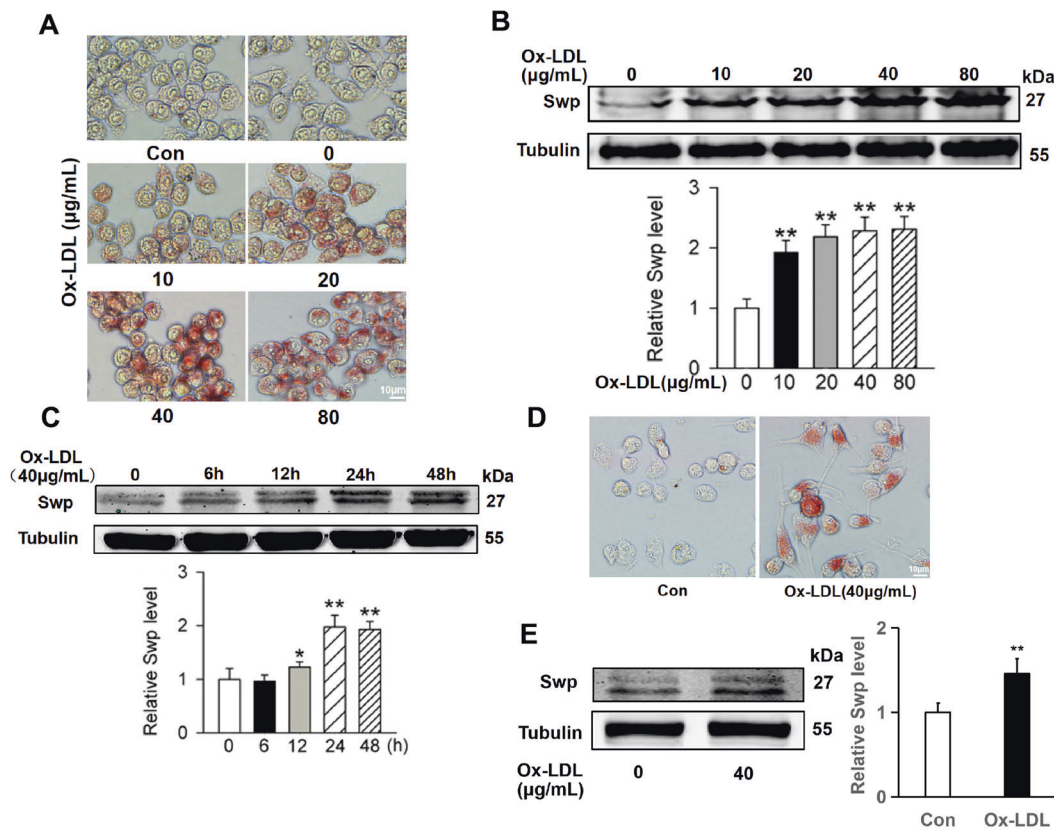 A
Con
0
10
20
40
80
Ox-LDL (µg/mL)
10µm
B
Ox-LDL
(µg/mL)
0 10 20 40 80 kDa
Swp 27
Tubulin 55
Relative Swp level
3
2
1
0
** ** ** **
Ox-LDL(µg/mL) 0 10 20 40 80
C
Ox-LDL
(40µg/mL) 0 6h 12h 24h 48h kDa
Swp 27
Tubulin 55
Relative Swp level
3
2
1
0
* ** **
0 6 12 24 48 (h)
D
10µm
Con Ox-LDL(40µg/mL)
E
kDa
Swp 27
Tubulin 55
Ox-LDL
(µg/mL) 0 40
Relative Swp level
2
1
0
**
Con Ox-LDL